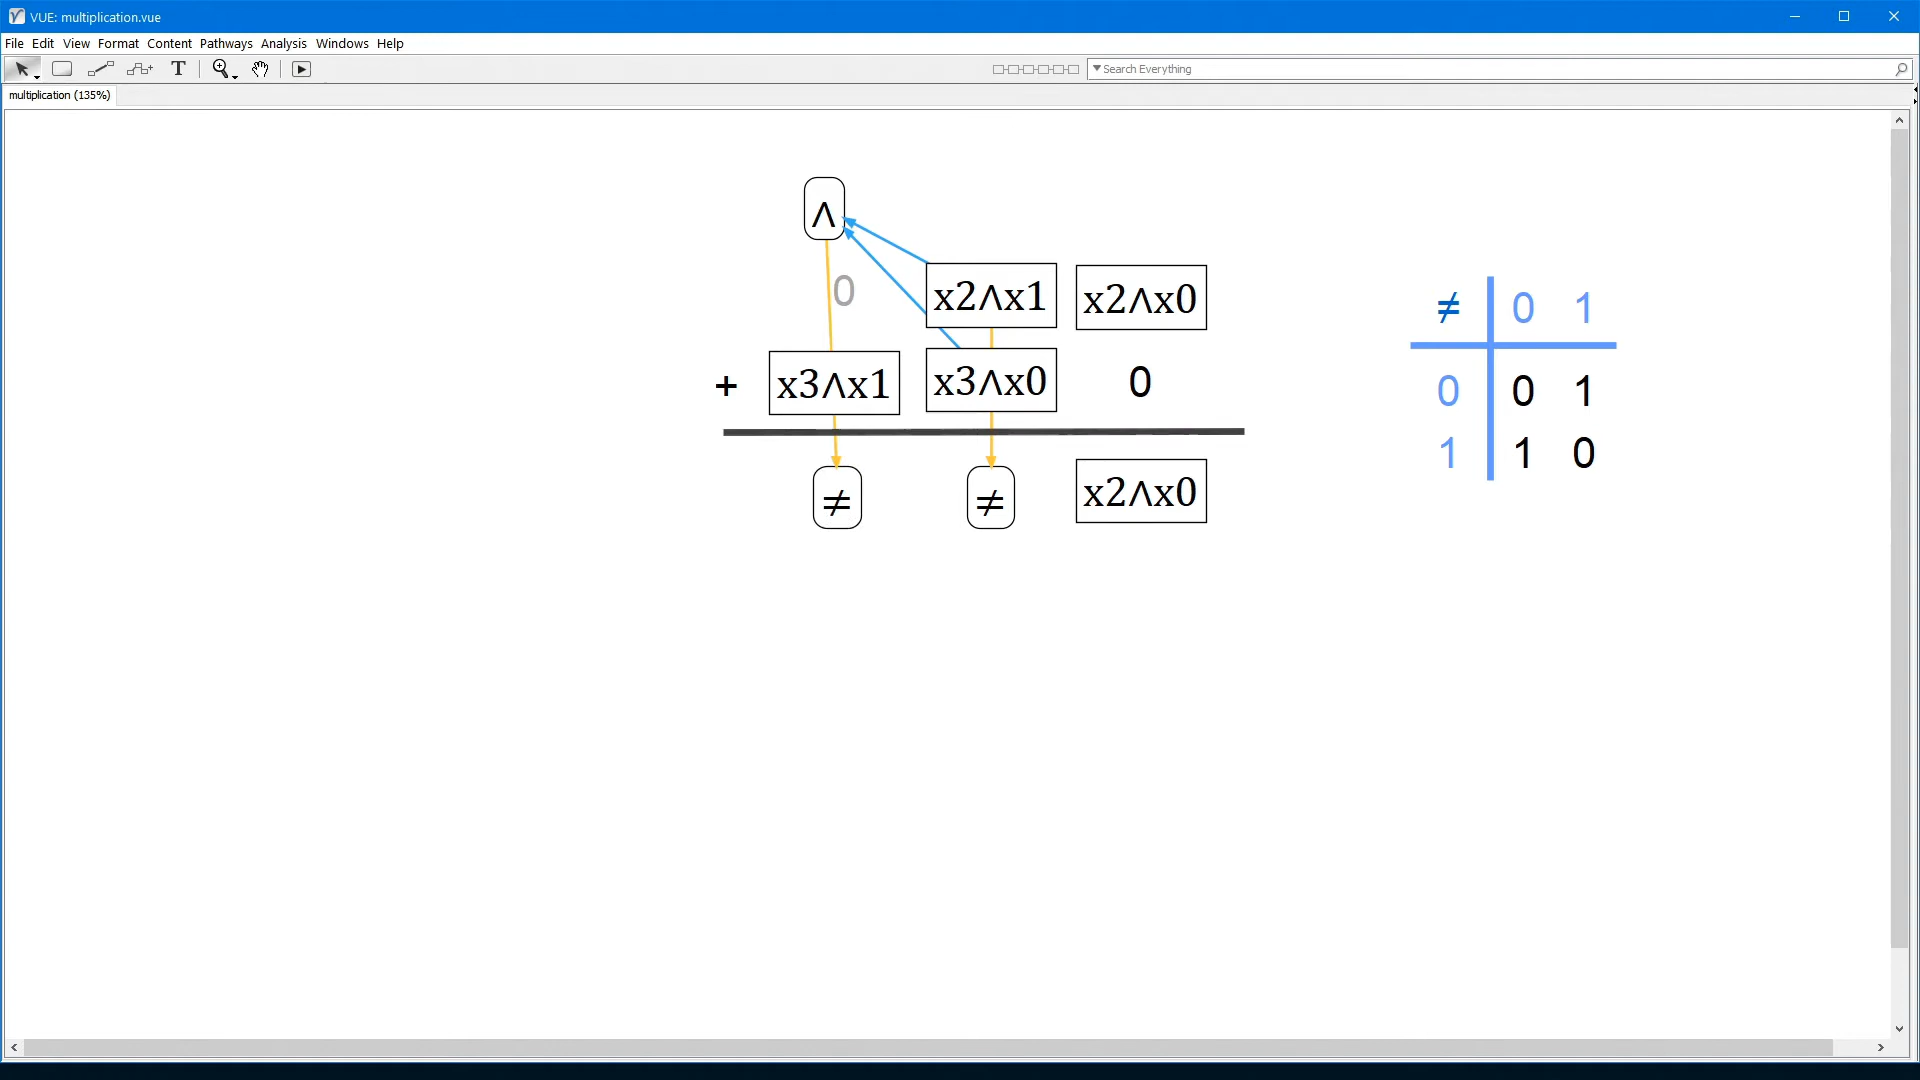 VUE: multiplication.vue
File Edit View Format Content Pathways Analysis Windows Help
T
Search Everything
multiplication (135%)
∧
0 x2∧x1 x2∧x0
+ x3∧x1 x3∧x0 0
≠ ≠ x2∧x0
≠ 0 1
0 0 1
1 1 0